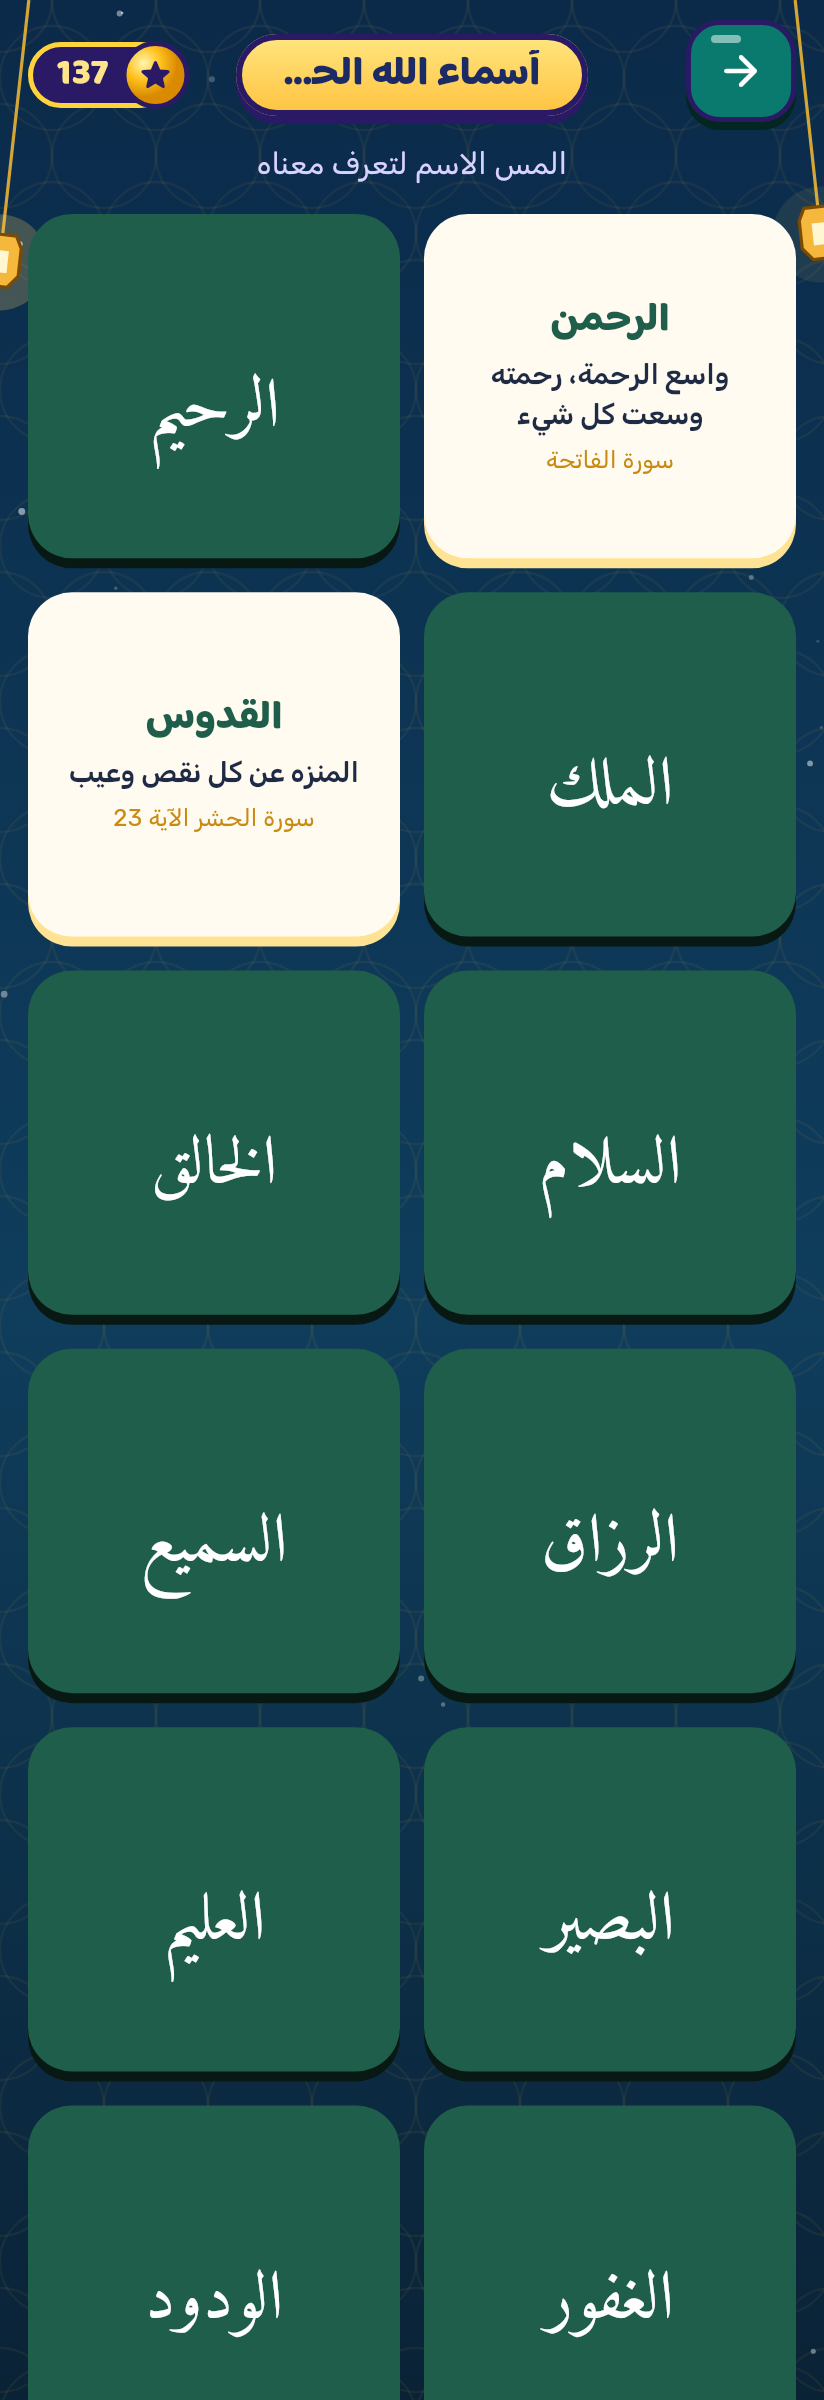 أسماء الله الحـ...
137
المس الاسم لتعرف معناه
الرحمن
واسع الرحمة، رحمته
وسعت كل شيء
سورة الفاتحة
الرحيم
الملك
القدوس
المنزه عن كل نقص وعيب
سورة الحشر الآية 23
السلام
الخالق
الرزاق
السميع
البصير
العليم
الغفور
الودود